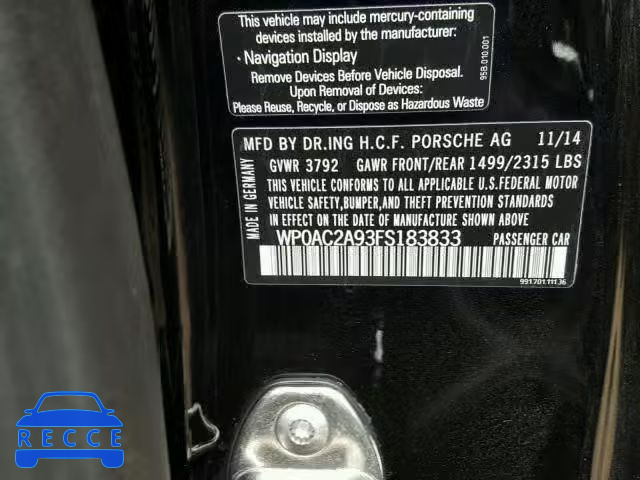 This vehicle may include mercury-containing
devices installed by the manufacturer:
• Navigation Display
Remove Devices Before Vehicle Disposal.
Upon Removal of Devices:
Please Reuse, Recycle, or Dispose as Hazardous Waste
95B.010.001
MFD BY DR.ING H.C.F. PORSCHE AG 11/14
GVWR 3792 GAWR FRONT/REAR 1499/2315 LBS
THIS VEHICLE CONFORMS TO ALL APPLICABLE U.S.FEDERAL MOTOR
VEHICLE SAFETY,BUMPER,AND THEFT PREVENTION STANDARDS
IN EFFECT ON THE DATE OF MANUFACTURE SHOWN ABOVE.
WP0AC2A93FS183833 PASSENGER CAR
MADE IN GERMANY
991.701.111.36
RECCE